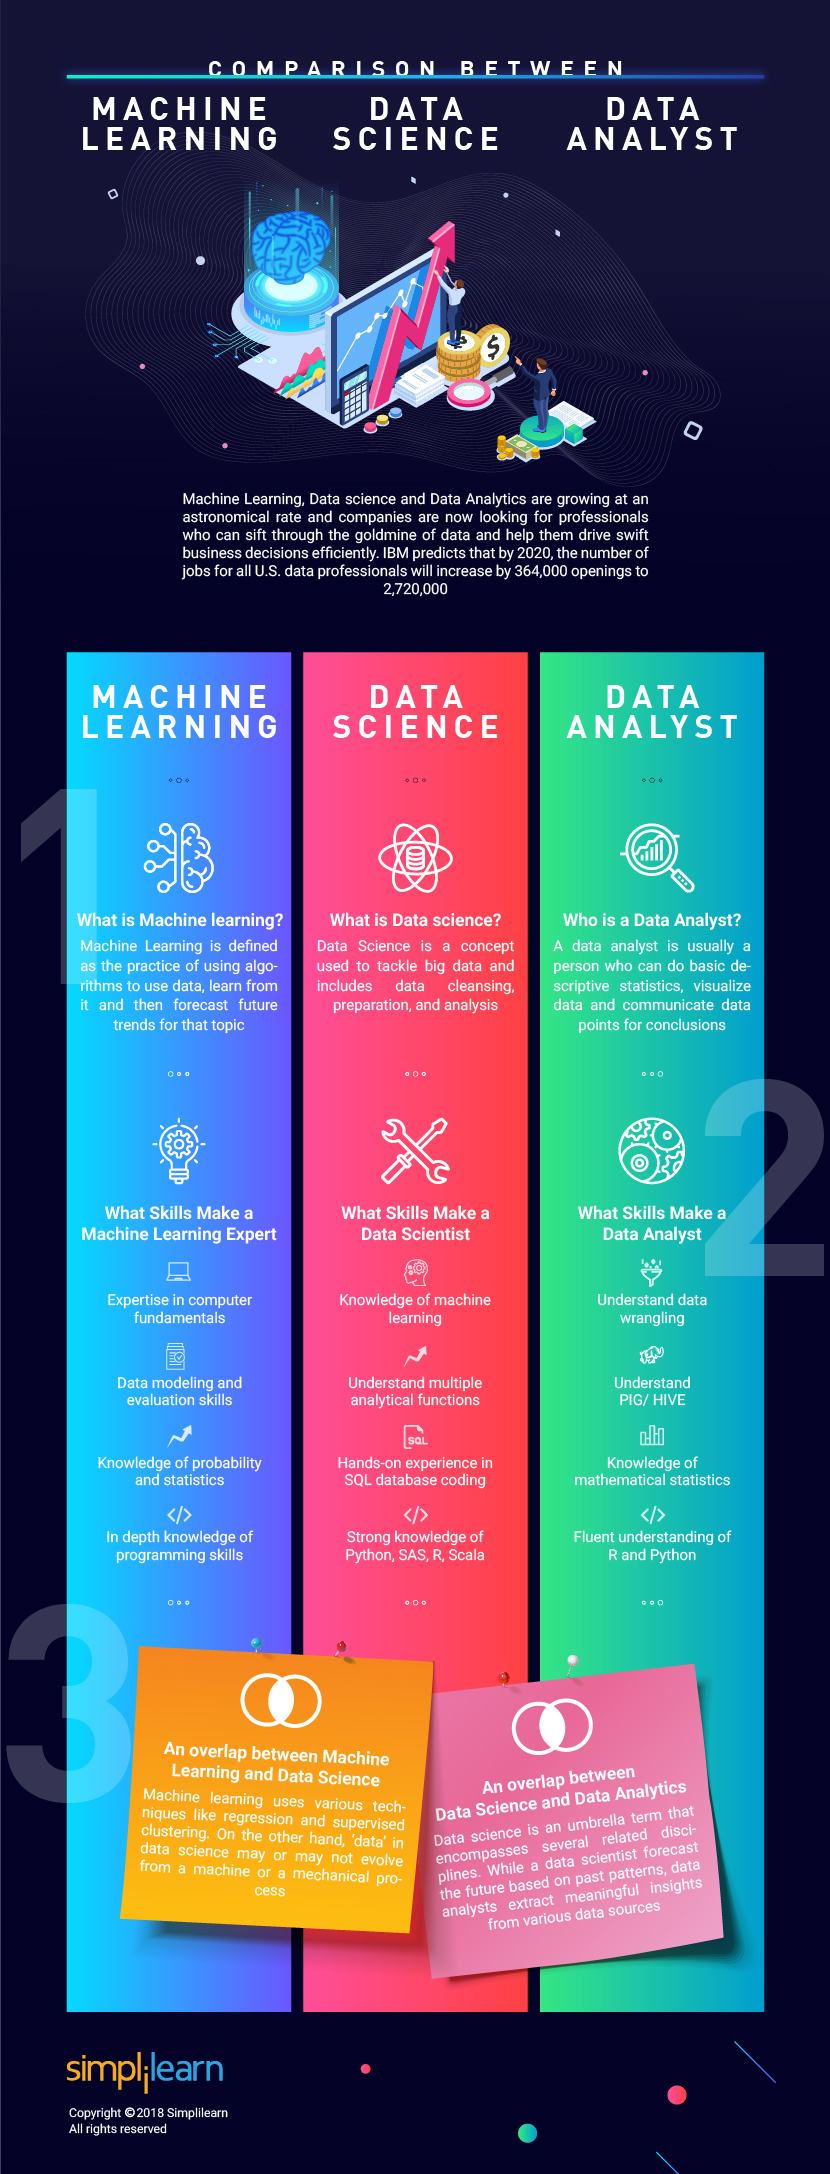 COMPARISON BETWEEN
MACHINE
LEARNING
DATA
SCIENCE
DATA
ANALYST
$
$
Machine Learning, Data science and Data Analytics are growing at an
astronomical rate and companies are now looking for professionals
who can sift through the goldmine of data and help them drive swift
business decisions efficiently. IBM predicts that by 2020, the number of
jobs for all U.S. data professionals will increase by 364,000 openings to
2,720,000
MACHINE
LEARNING
1
What is Machine learning?
Machine Learning is defined
as the practice of using algo-
rithms to use data, learn from
it and then forecast future
trends for that topic
DATA
SCIENCE
What is Data science?
Data Science is a concept
used to tackle big data and
includes data cleansing,
preparation, and analysis
DATA
ANALYST
Who is a Data Analyst?
A data analyst is usually a
person who can do basic de-
scriptive statistics, visualize
data and communicate data
points for conclusions
2
What Skills Make a
Machine Learning Expert
Expertise in computer
fundamentals
Data modeling and
evaluation skills
Knowledge of probability
and statistics
</>
In depth knowledge of
programming skills
What Skills Make a
Data Scientist
Knowledge of machine
learning
Understand multiple
analytical functions
SQL
Hands-on experience in
SQL database coding
</>
Strong knowledge of
Python, SAS, R, Scala
What Skills Make a
Data Analyst
Understand data
wrangling
Understand
PIG/ HIVE
Knowledge of
mathematical statistics
</>
Fluent understanding of
R and Python
3
An overlap between Machine
Learning and Data Science
Machine learning uses various tech-
niques like regression and supervised
clustering. On the other hand, ‘data’ in
data science may or may not evolve
from a machine or a mechanical pro-
cess
An overlap between
Data Science and Data Analytics
Data science is an umbrella term that
encompasses several related disci-
plines. While a data scientist forecast
the future based on past patterns, data
analysts extract meaningful insights
from various data sources
simplilearn
Copyright ©2018 Simplilearn
All rights reserved